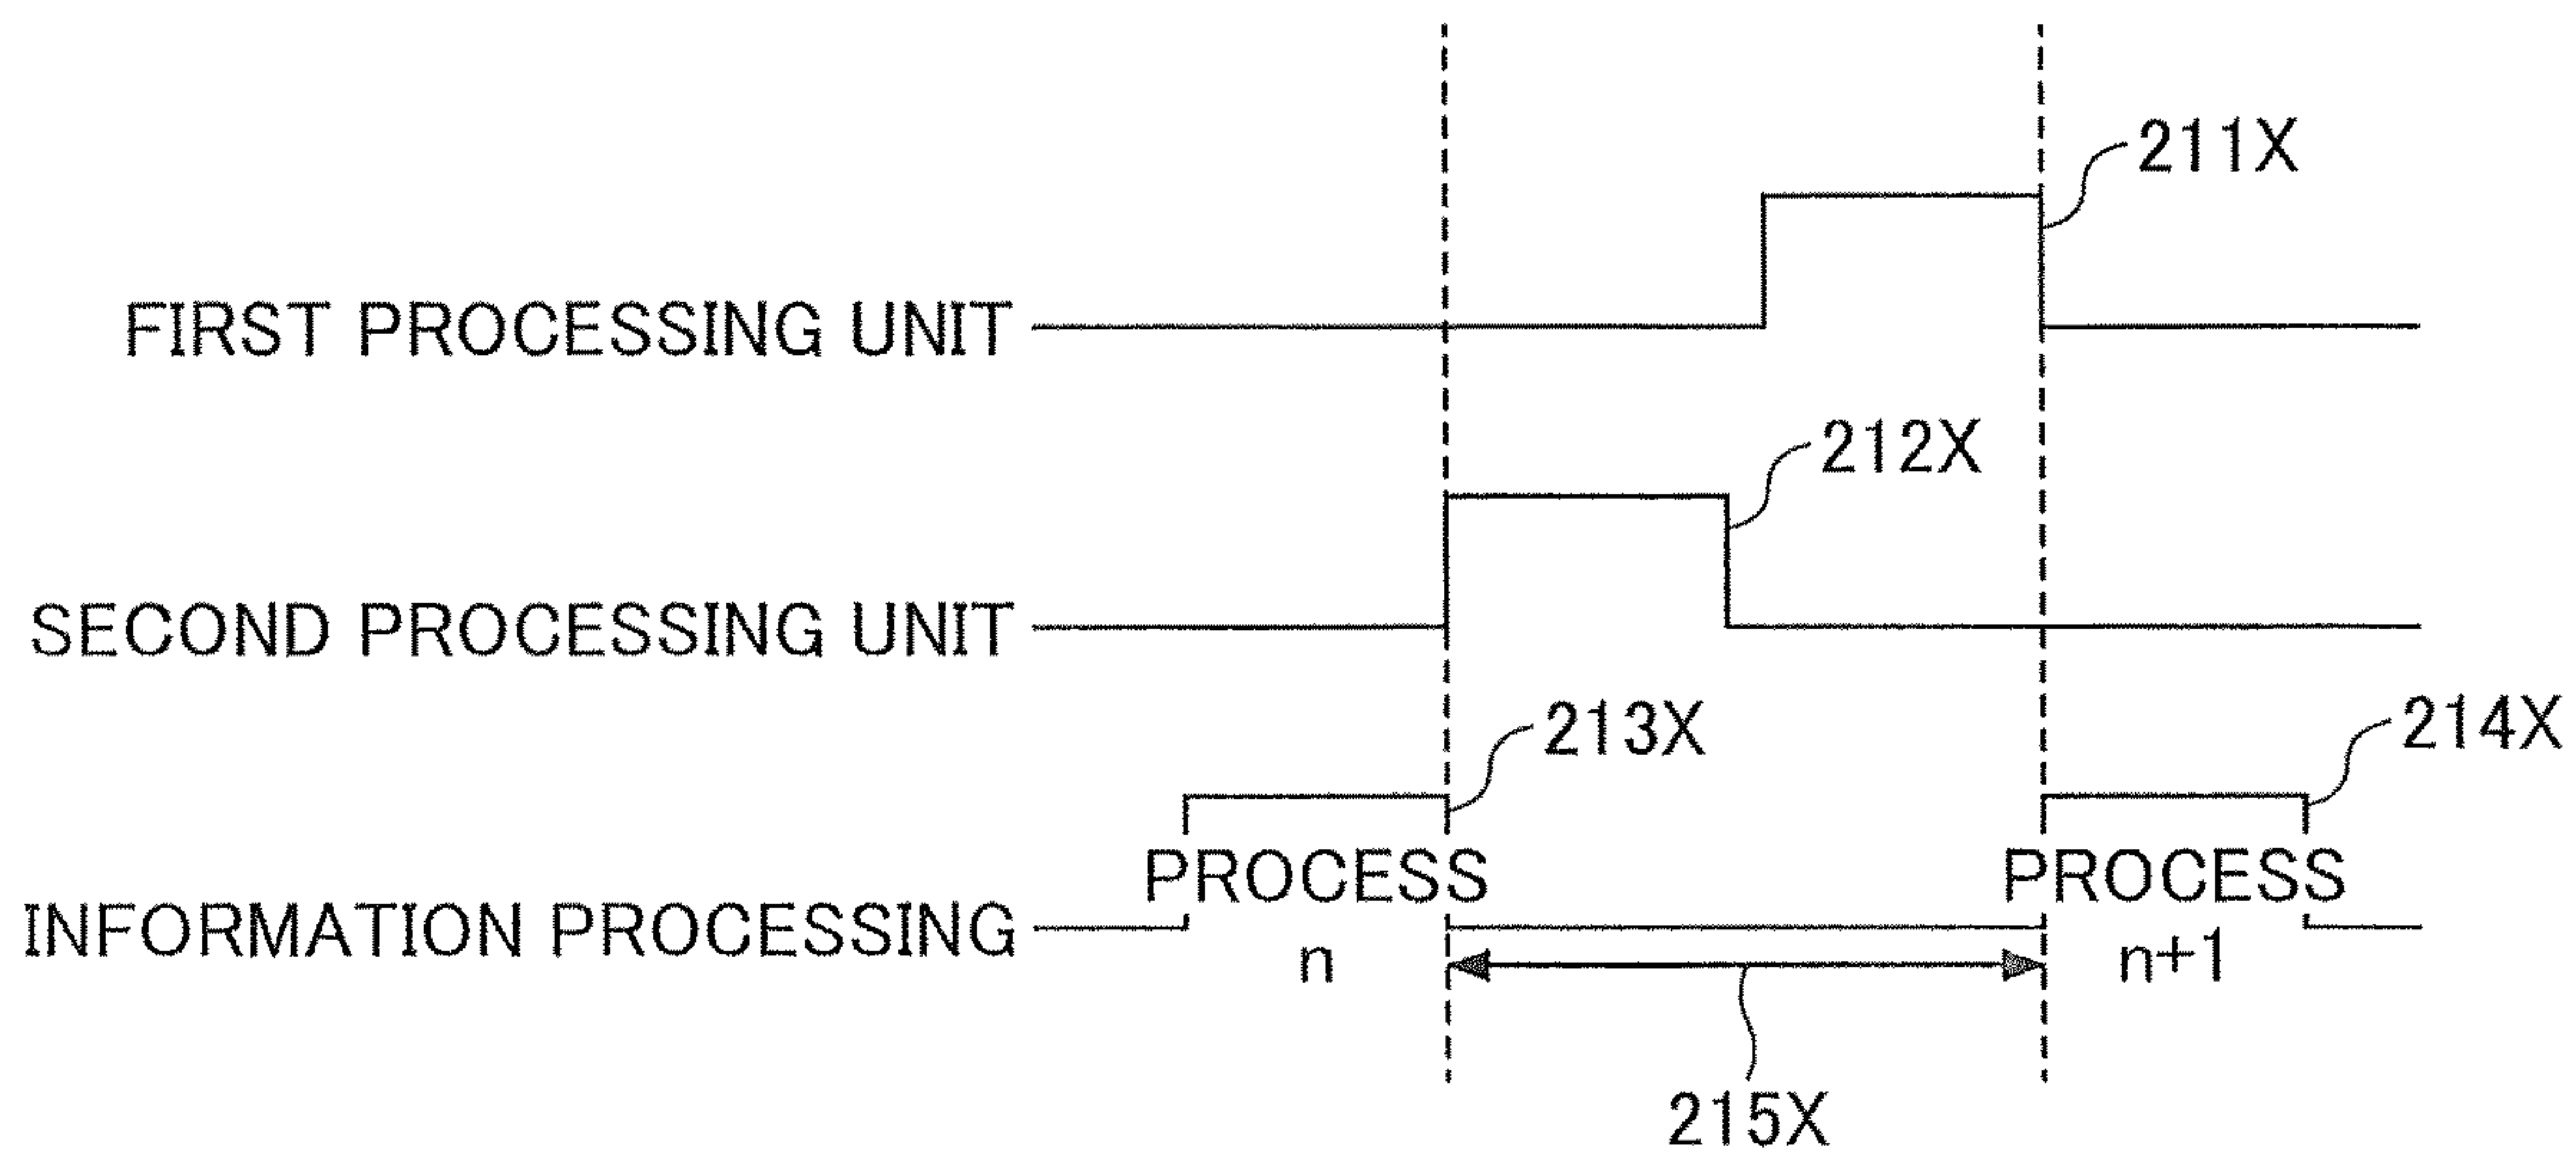 211X
FIRST PROCESSING UNIT
212X
SECOND PROCESSING UNIT
213X
214X
PROCESS
n
PROCESS
n+1
INFORMATION PROCESSING
215X